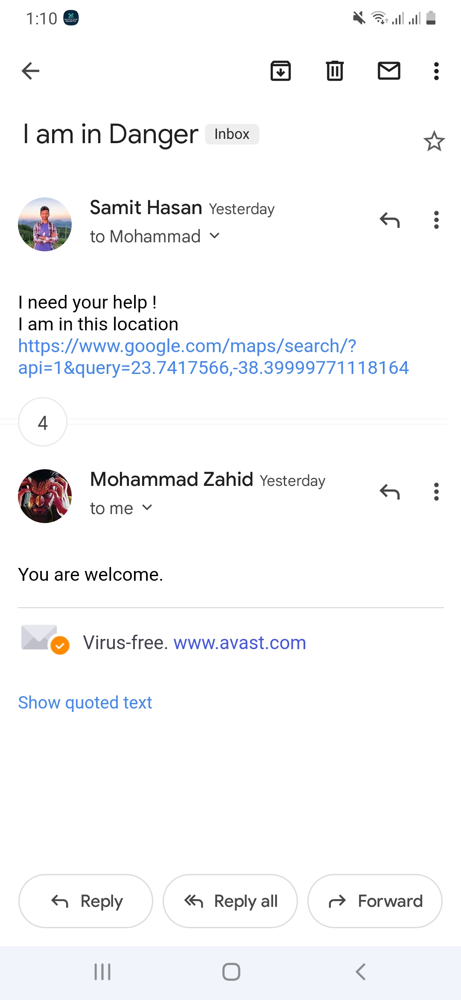 1:10
I am in Danger Inbox
Samit Hasan Yesterday
to Mohammad
I need your help !
I am in this location
https://www.google.com/maps/search/?
api=1&query=23.7417566,-38.39999771118164
4
Mohammad Zahid Yesterday
to me
You are welcome.
Virus-free. www.avast.com
Show quoted text
Reply Reply all Forward